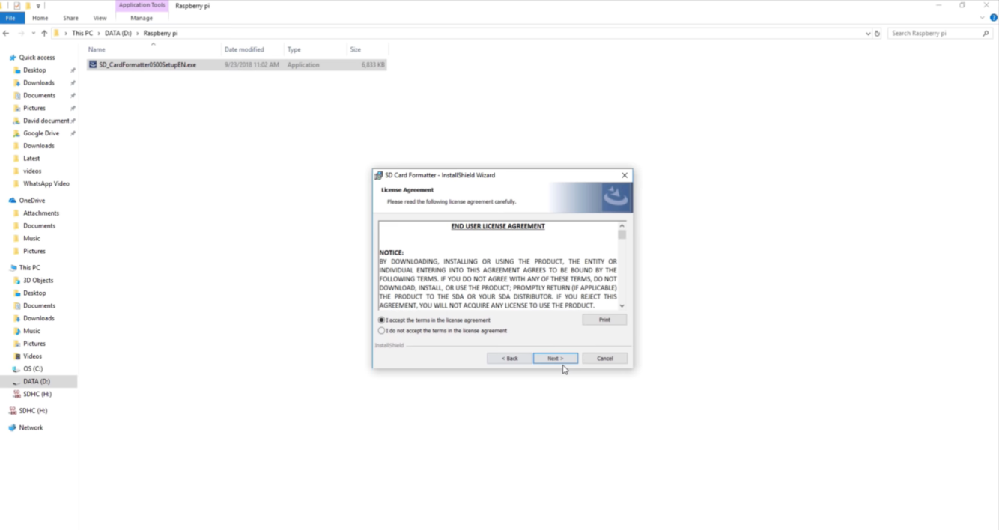 Application Tools
Raspberry pi
File
Home
Share
View
Manage
This PC
DATA (D:)
Raspberry pi
Search Raspberry pi
Name
Date modified
Type
Size
SD_CardFormatter0500SetupEN.exe
9/23/2018 11:02 AM
Application
6,833 KB
Quick access
Desktop
Downloads
Documents
Pictures
David document
Google Drive
Downloads
Latest
videos
WhatsApp Video
OneDrive
Attachments
Documents
Music
Pictures
This PC
3D Objects
Desktop
Documents
Downloads
Music
Pictures
Videos
OS (C:)
DATA (D:)
SDHC (H:)
SDHC (H:)
Network
SD Card Formatter - InstallShield Wizard
License Agreement
Please read the following license agreement carefully.
END USER LICENSE AGREEMENT
NOTICE:
BY DOWNLOADING, INSTALLING OR USING THE PRODUCT, THE ENTITY OR
INDIVIDUAL ENTERING INTO THIS AGREEMENT AGREES TO BE BOUND BY THE
FOLLOWING TERMS. IF YOU DO NOT AGREE WITH ANY OF THESE TERMS, DO NOT
DOWNLOAD, INSTALL, OR USE THE PRODUCT; PROMPTLY RETURN (IF APPLICABLE)
THE PRODUCT TO THE SDA OR YOUR SDA DISTRIBUTOR. IF YOU REJECT THIS
AGREEMENT, YOU WILL NOT ACQUIRE ANY LICENSE TO USE THE PRODUCT.
I accept the terms in the license agreement
Print
I do not accept the terms in the license agreement
InstallShield
< Back
Next >
Cancel